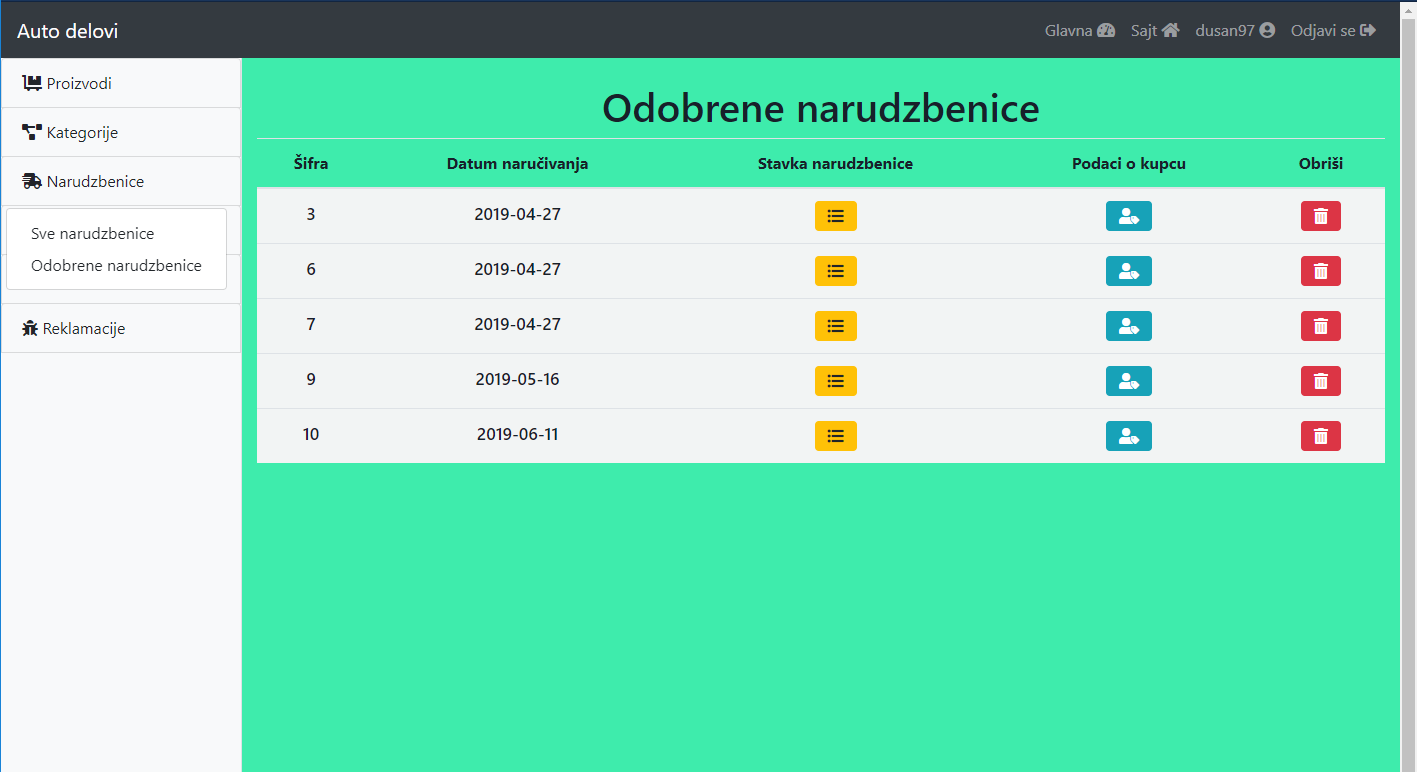 Auto delovi
Glavna Sajt dusan97 Odjavi se
Proizvodi
Kategorije
Narudzbenice
Sve narudzbenice
Odobrene narudzbenice
Reklamacije
Odobrene narudzbenice
Šifra Datum naručivanja Stavka narudzbenice Podaci o kupcu Obriši
3 2019-04-27
6 2019-04-27
7 2019-04-27
9 2019-05-16
10 2019-06-11